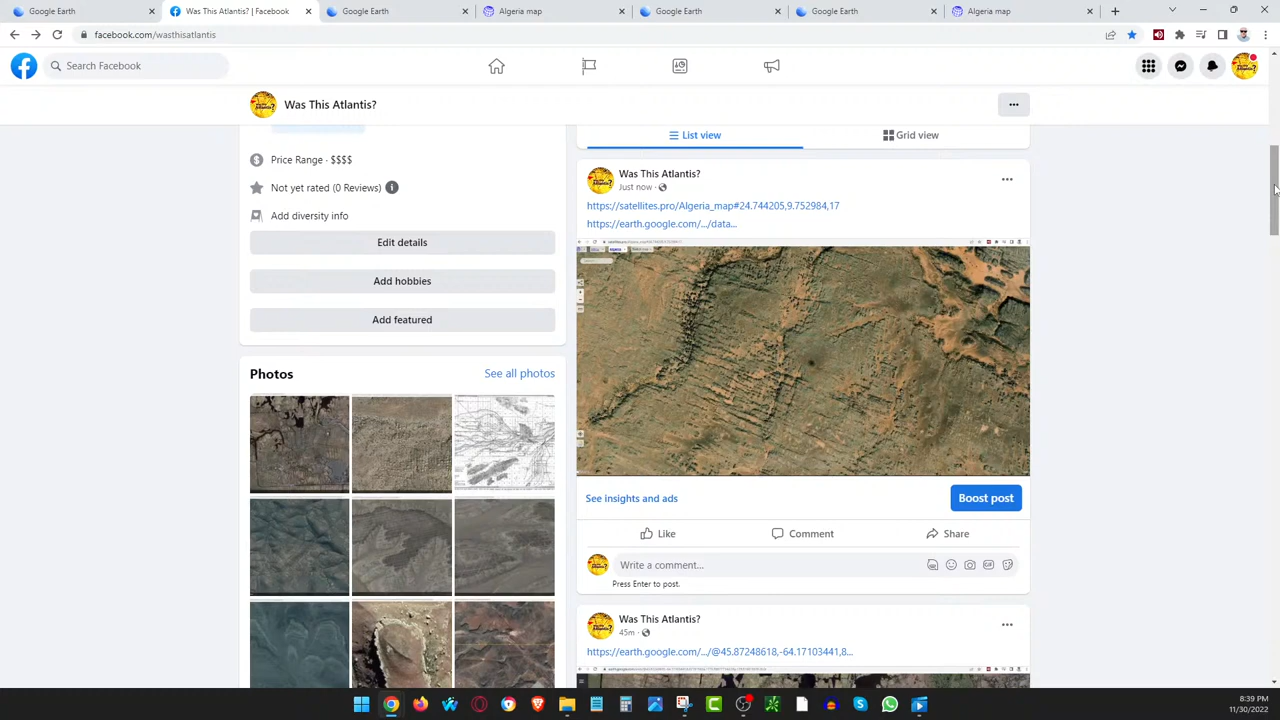 Google Earth
Was This Atlantis? | Facebook
Google Earth
Algeria map
Google Earth
Google Earth
Algeria map
facebook.com/wasthisatlantis
Search Facebook
Was This Atlantis?
List view
Grid view
Price Range · $$$$
Not yet rated (0 Reviews)
Add diversity info
Edit details
Add hobbies
Add featured
Photos
See all photos
Was This Atlantis?
Just now ·
https://satellites.pro/Algeria_map#24.744205,9.752984,17
https://earth.google.com/.../data...
See insights and ads
Boost post
Like
Comment
Share
Write a comment...
Press Enter to post.
Was This Atlantis?
45m ·
https://earth.google.com/.../@45.87248618,-64.17103441,8...
8:39 PM
11/30/2022